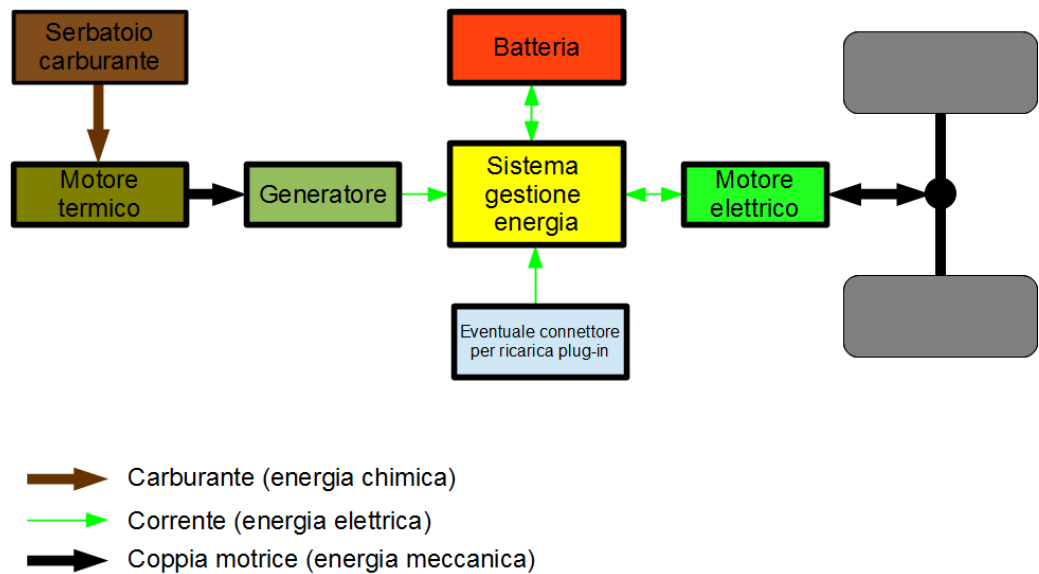 Serbatoio
carburante
Batteria
Motore
termico
Generatore
Sistema
gestione
energia
Motore
elettrico
Eventuale connettore
per ricarica plug-in
Carburante (energia chimica)
Corrente (energia elettrica)
Coppia motrice (energia meccanica)